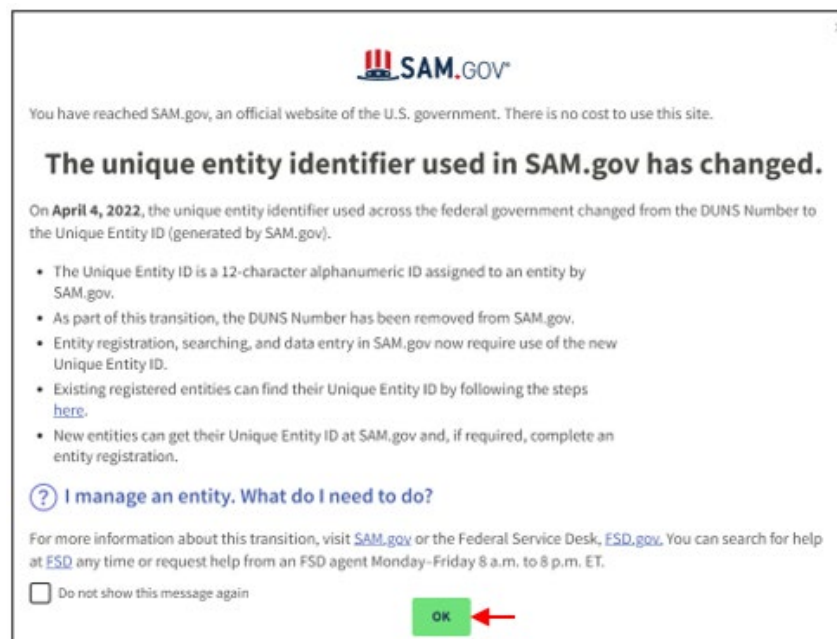 SAM.GOV®
You have reached SAM.gov, an official website of the U.S. government. There is no cost to use this site.
The unique entity identifier used in SAM.gov has changed.
On April 4, 2022, the unique entity identifier used across the federal government changed from the DUNS Number to
the Unique Entity ID (generated by SAM.gov).
• The Unique Entity ID is a 12-character alphanumeric ID assigned to an entity by
SAM.gov.
• As part of this transition, the DUNS Number has been removed from SAM.gov.
• Entity registration, searching, and data entry in SAM.gov now require use of the new
Unique Entity ID.
• Existing registered entities can find their Unique Entity ID by following the steps
here.
• New entities can get their Unique Entity ID at SAM.gov and, if required, complete an
entity registration.
? I manage an entity. What do I need to do?
For more information about this transition, visit SAM.gov or the Federal Service Desk, FSD.gov. You can search for help
at FSD any time or request help from an FSD agent Monday–Friday 8 a.m. to 8 p.m. ET.
Do not show this message again
OK